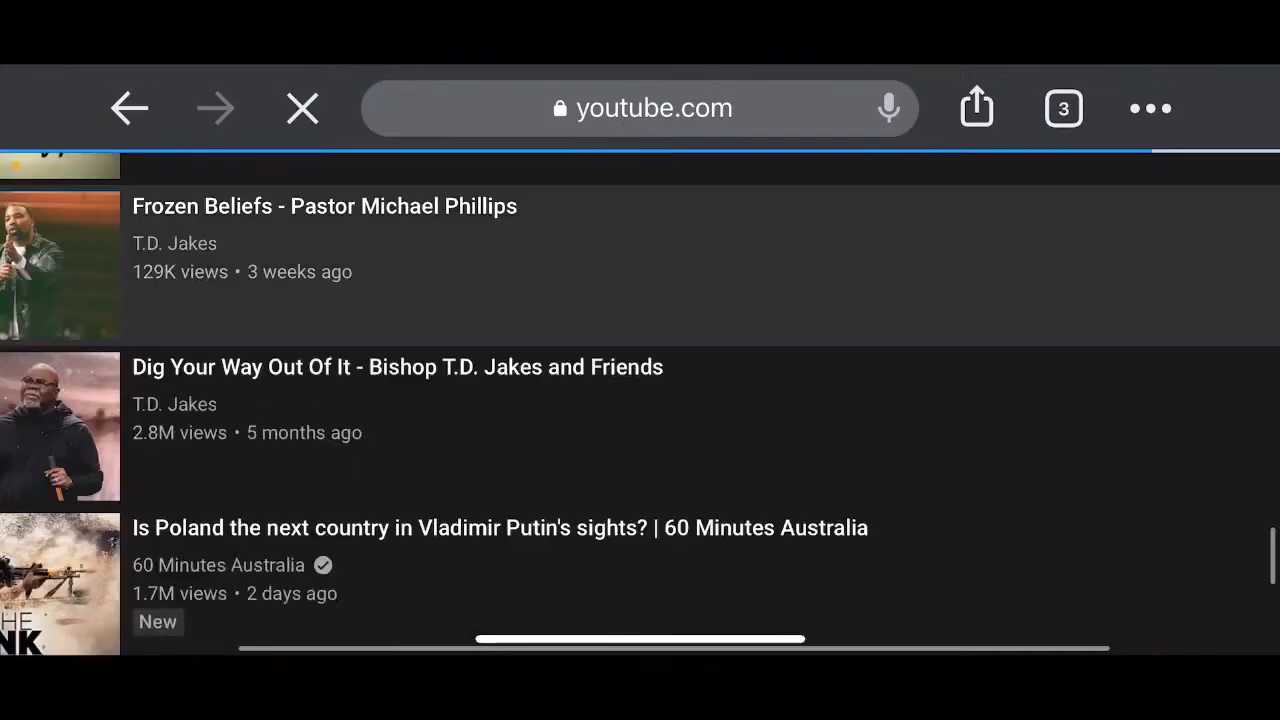 youtube.com
3
Frozen Beliefs - Pastor Michael Phillips
T.D. Jakes
129K views • 3 weeks ago
Dig Your Way Out Of It - Bishop T.D. Jakes and Friends
T.D. Jakes
2.8M views • 5 months ago
Is Poland the next country in Vladimir Putin's sights? | 60 Minutes Australia
60 Minutes Australia
1.7M views • 2 days ago
New
HE
NK